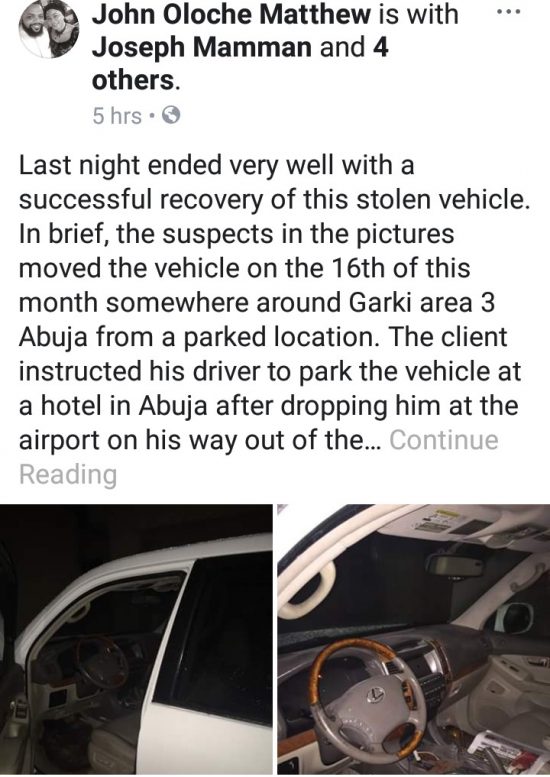 John Oloche Matthew is with
Joseph Mamman and 4
others.
5 hrs •
Last night ended very well with a
successful recovery of this stolen vehicle.
In brief, the suspects in the pictures
moved the vehicle on the 16th of this
month somewhere around Garki area 3
Abuja from a parked location. The client
instructed his driver to park the vehicle at
a hotel in Abuja after dropping him at the
airport on his way out of the... Continue
Reading